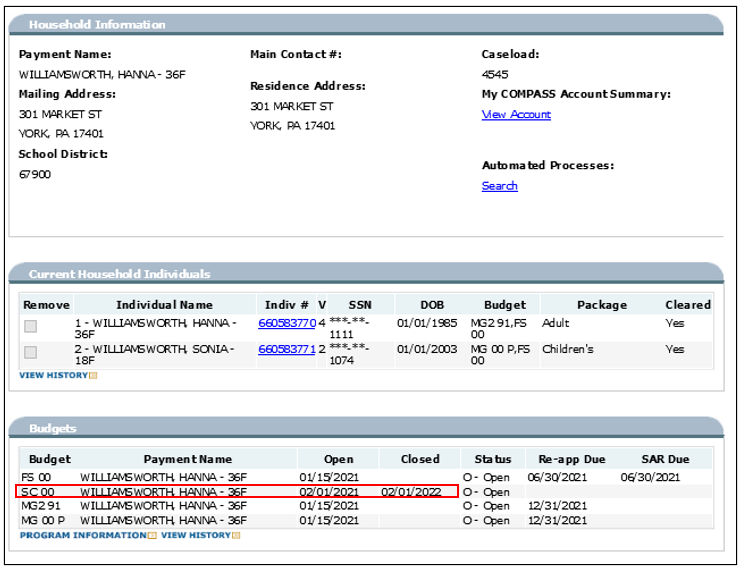 Household Information
Payment Name: Main Contact #: Caseload:
WILLIAMSWORTH, HANNA - 36F 4545
Mailing Address: Residence Address: My COMPASS Account Summary:
301 MARKET ST 301 MARKET ST View Account
YORK, PA 17401 YORK, PA 17401
School District: Automated Processes:
67900 Search
Current Household Individuals
Remove Individual Name Indiv # V SSN DOB Budget Package Cleared
1 - WILLIAMSWORTH, HANNA - 660583770 4 ***-**- 01/01/1985 MG2 91,FS Adult Yes
36F 1111 00
2 - WILLIAMSWORTH, SONIA - 660583771 2 ***-**- 01/01/2003 MG 00 P,FS Children's Yes
18F 1074 00
VIEW HISTORY
Budgets
Budget Payment Name Open Closed Status Re-app Due SAR Due
FS 00 WILLIAMSWORTH, HANNA - 36F 01/15/2021 O - Open 06/30/2021 06/30/2021
SC 00 WILLIAMSWORTH, HANNA - 36F 02/01/2021 02/01/2022 O - Open
MG2 91 WILLIAMSWORTH, HANNA - 36F 01/15/2021 O - Open 12/31/2021
MG 00 P WILLIAMSWORTH, HANNA - 36F 01/15/2021 O - Open 12/31/2021
PROGRAM INFORMATION VIEW HISTORY